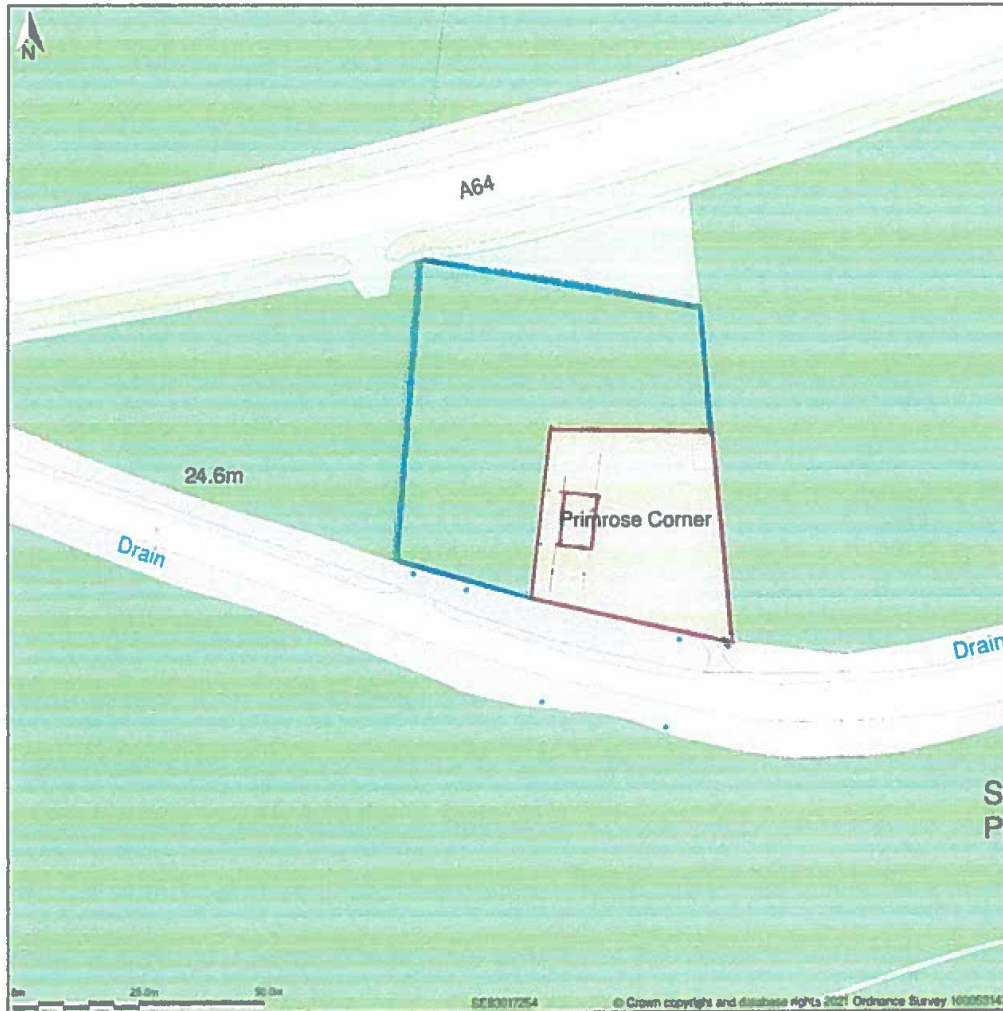 N
A64
24.6m
Primrose Corner
Drain
Drain
S
P
0m 25.0m 50.0m
© Crown copyright and database rights 2021 Ordnance Survey